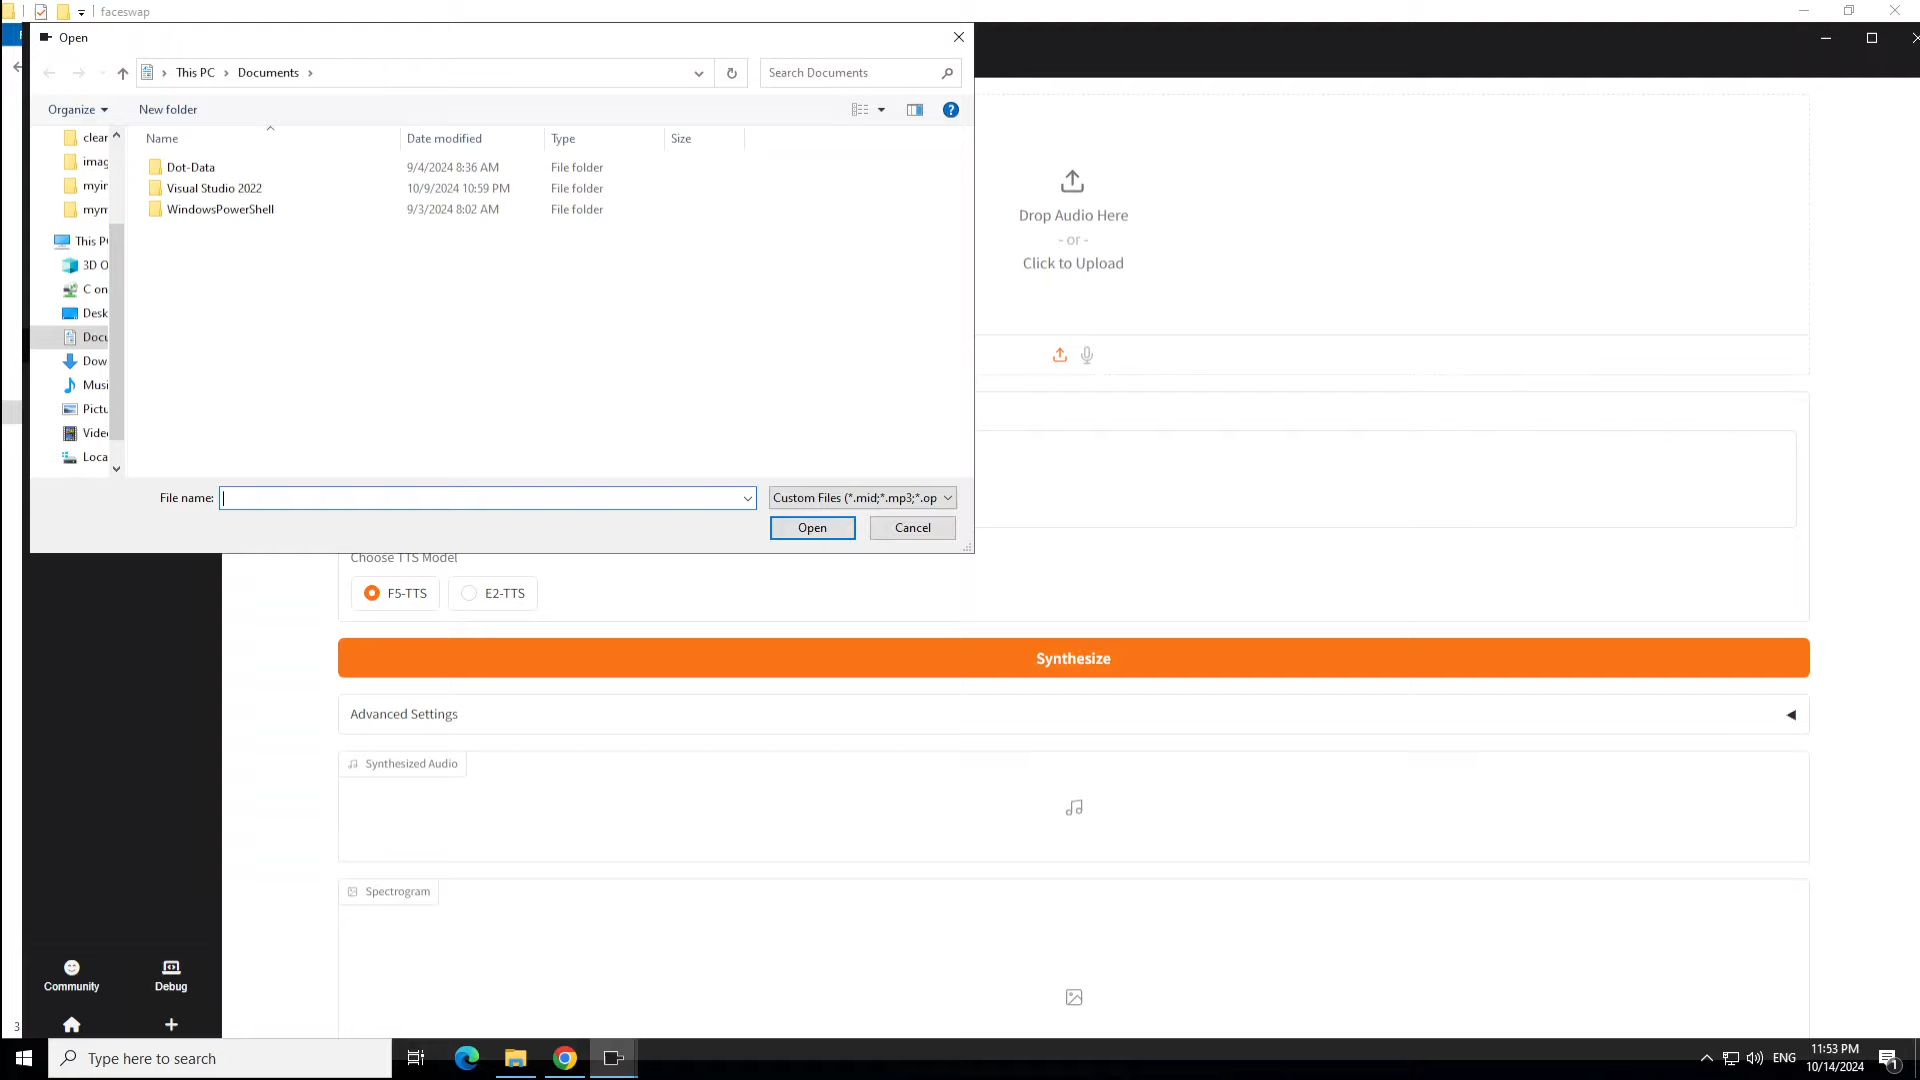 faceswap
Open
This PC > Documents >
Search Documents
Organize
New folder
Name Date modified Type Size
Dot-Data 9/4/2024 8:36 AM File folder
Visual Studio 2022 10/9/2024 10:59 PM File folder
WindowsPowerShell 9/3/2024 8:02 AM File folder
clear
imag
myin
mym
This P
3D O
C on
Desk
Docu
Dow
Musi
Pictu
Vide
Loca
File name:
Custom Files (*.mid;*.mp3;*.op
Open
Cancel
Drop Audio Here
- or -
Click to Upload
Choose TTS Model
F5-TTS
E2-TTS
Synthesize
Advanced Settings
Synthesized Audio
Spectrogram
Community
Debug
3
Type here to search
ENG
11:53 PM
10/14/2024
1